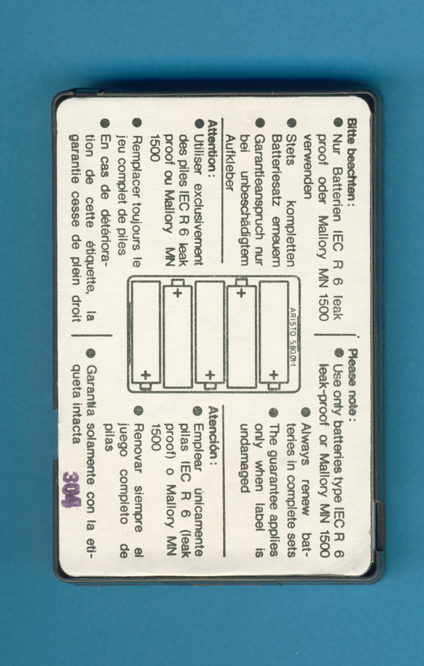 Bitte beachten:
● Nur Batterien IEC R 6 leak
proof oder Mallory MN 1500
verwenden
● Stets kompletten
Batteriesatz erneuern
● Garantieanspruch nur
bei unbeschädigtem
Aufkleber
Attention:
● Utiliser exclusivement
des piles IEC R 6 leak
proof ou Mallory MN
1500
● Remplacer toujours le
jeu complet de piles
● En cas de détériora-
tion de cette étiquette, la
garantie cesse de plein droit
ARISTO 580.011
+
+
+
+
+
Please note:
● Use only batteries type IEC R 6
leak-proof or Mallory MN 1500
● Always renew bat-
teries in complete sets
● The guarantee applies
only when label is
undamaged
Atención:
● Emplear únicamente
pilas IEC R 6 (leak
proof) o Mallory MN
1500
● Renovar siempre el
juego completo de
pilas
● Garantía solamente con la eti-
queta intacta
304